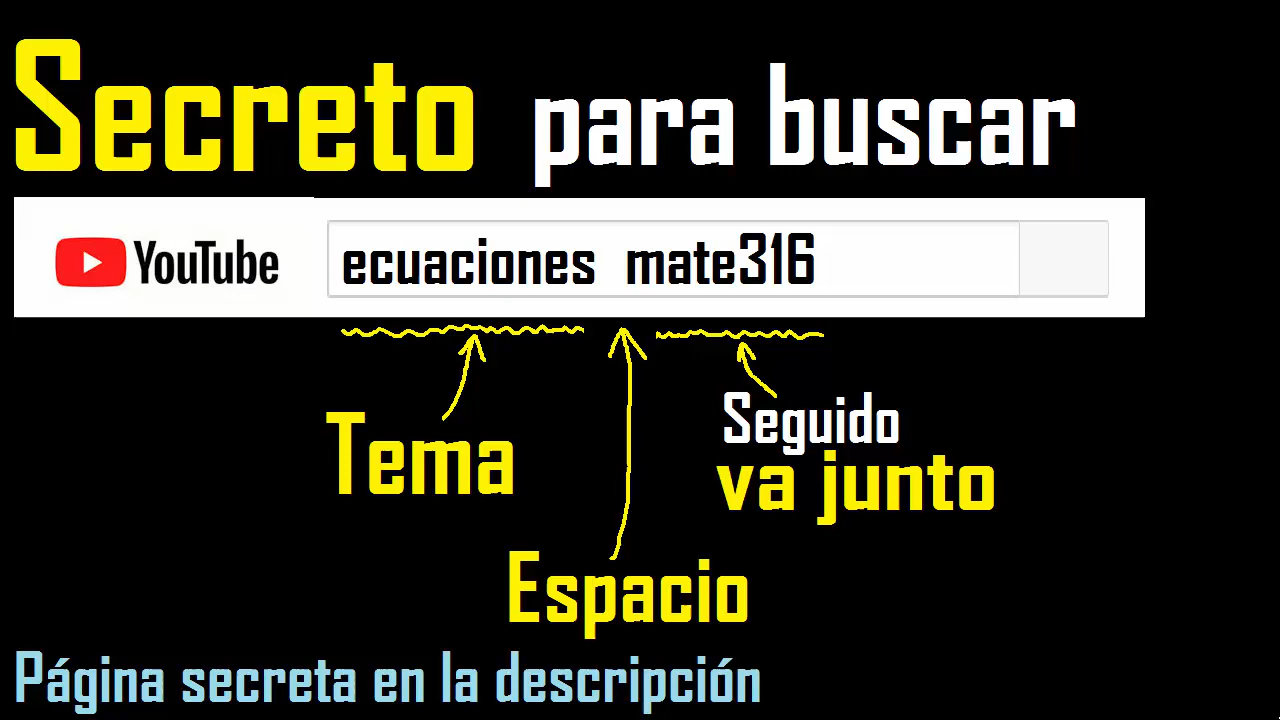 Secreto para buscar
YouTube ecuaciones mate316
Tema
Seguido
va junto
Espacio
Página secreta en la descripción